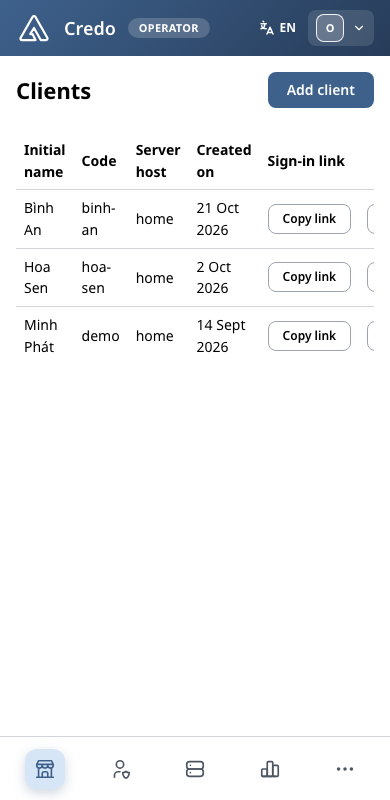 Credo OPERATOR EN O
Clients Add client
Initial name Code Server host Created on Sign-in link
Bình An binh-an home 21 Oct 2026 Copy link
Hoa Sen hoa-sen home 2 Oct 2026 Copy link
Minh Phát demo home 14 Sept 2026 Copy link